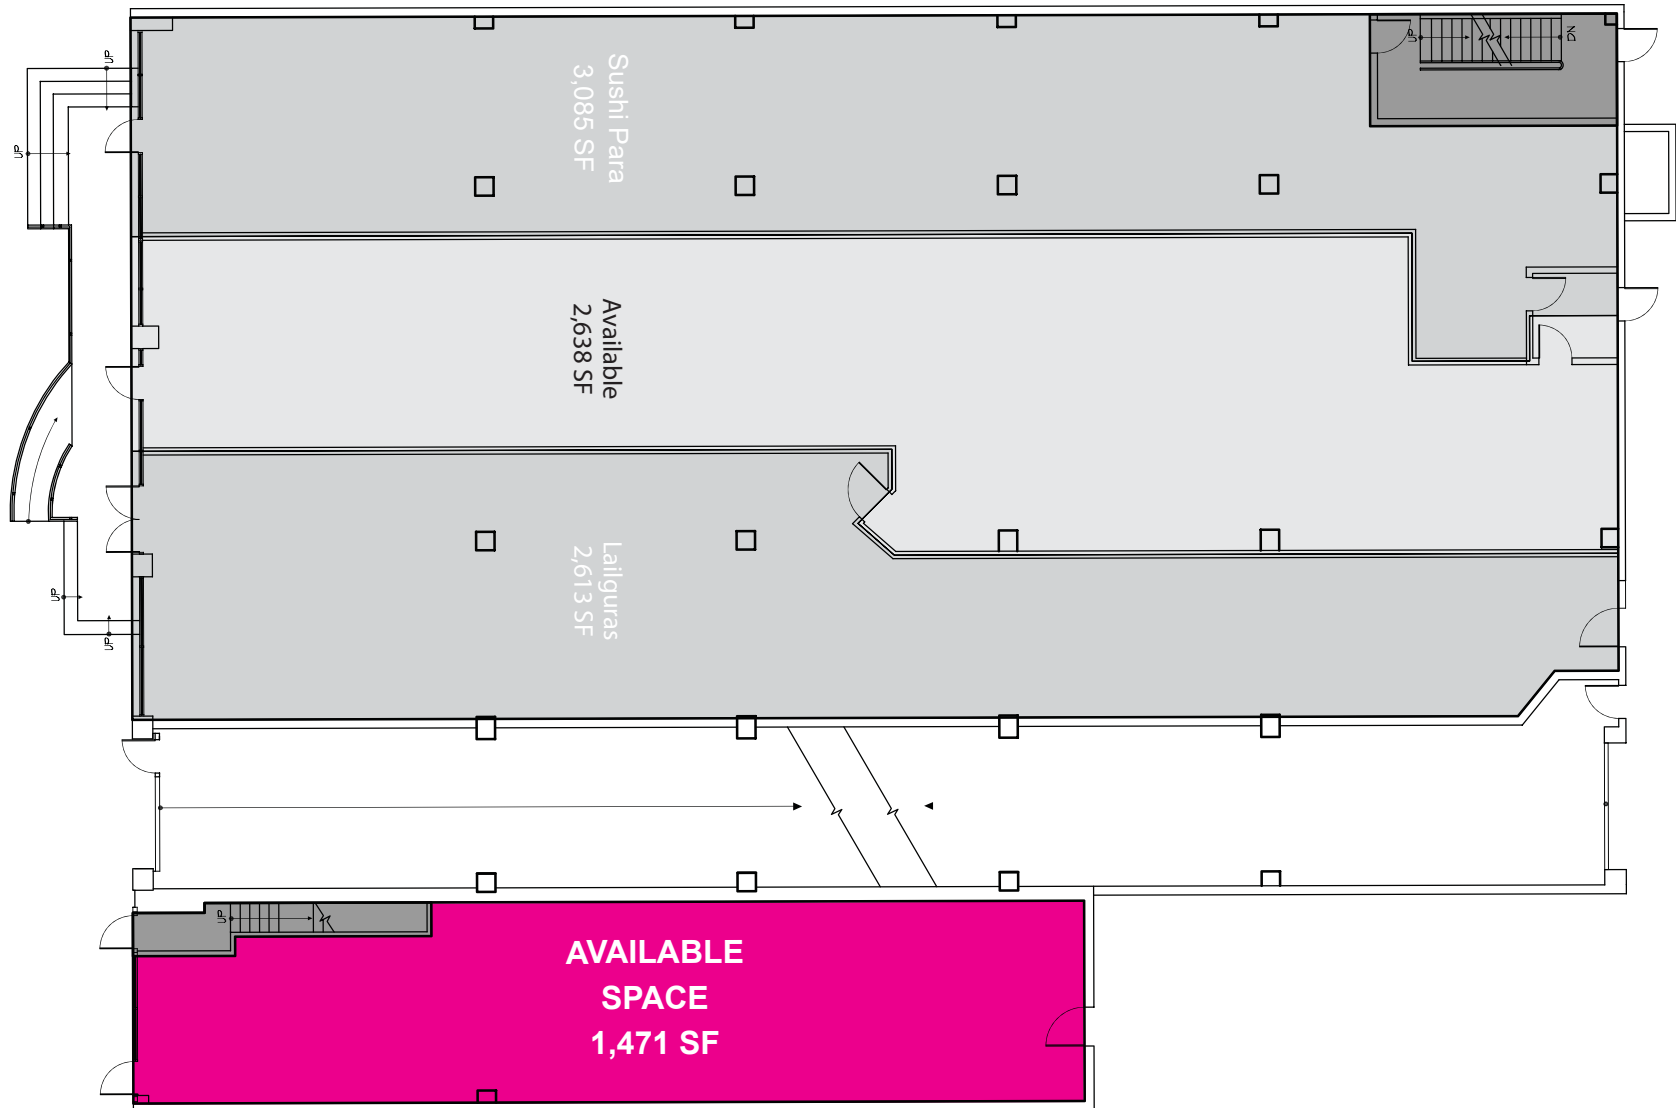 UP
DN
UP
Sushi Para
3,085 SF
UP
Available
2,638 SF
Lailguras
2,613 SF
UP
UP
UP
AVAILABLE
SPACE
1,471 SF